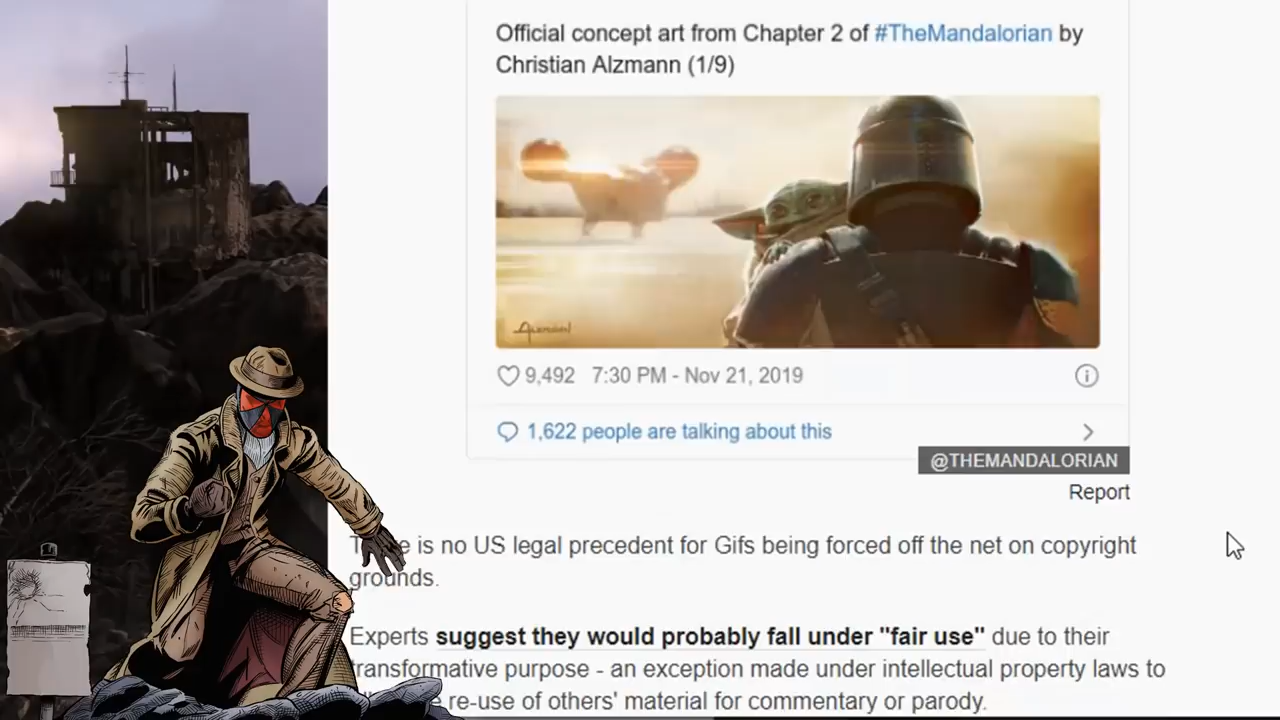 Official concept art from Chapter 2 of #TheMandalorian by
Christian Alzmann (1/9)
Alzmann
9,492 7:30 PM - Nov 21, 2019
1,622 people are talking about this
@THEMANDALORIAN
Report
is no US legal precedent for Gifs being forced off the net on copyright
grounds.
Experts suggest they would probably fall under "fair use" due to their
transformative purpose - an exception made under intellectual property laws to
re-use of others' material for commentary or parody.